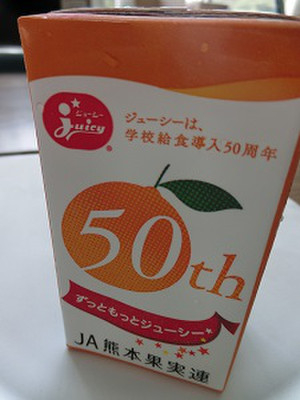 ジューシー
juicy®
ジューシーは、
学校給食導入50周年
50th
ずっともっとジューシー
JA熊本果実連